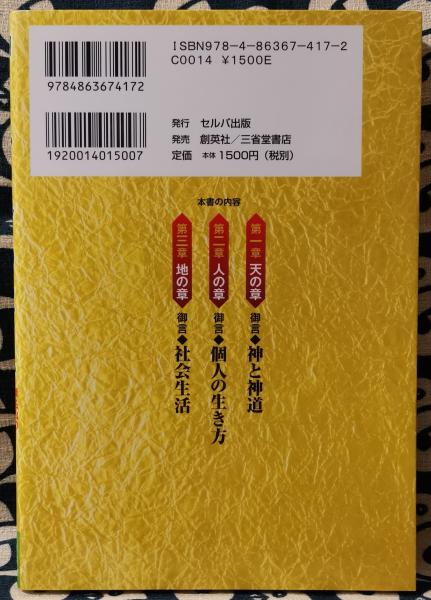 ISBN978-4-86367-417-2
C0014 ¥1500E
9784863674172
1920014015007
発行 セルバ出版
発売 創英社/三省堂書店
定価 本体1500円(税別)
本書の内容
第一章 天の章 御言◆神と神道
第二章 人の章 御言◆個人の生き方
第三章 地の章 御言◆社会生活